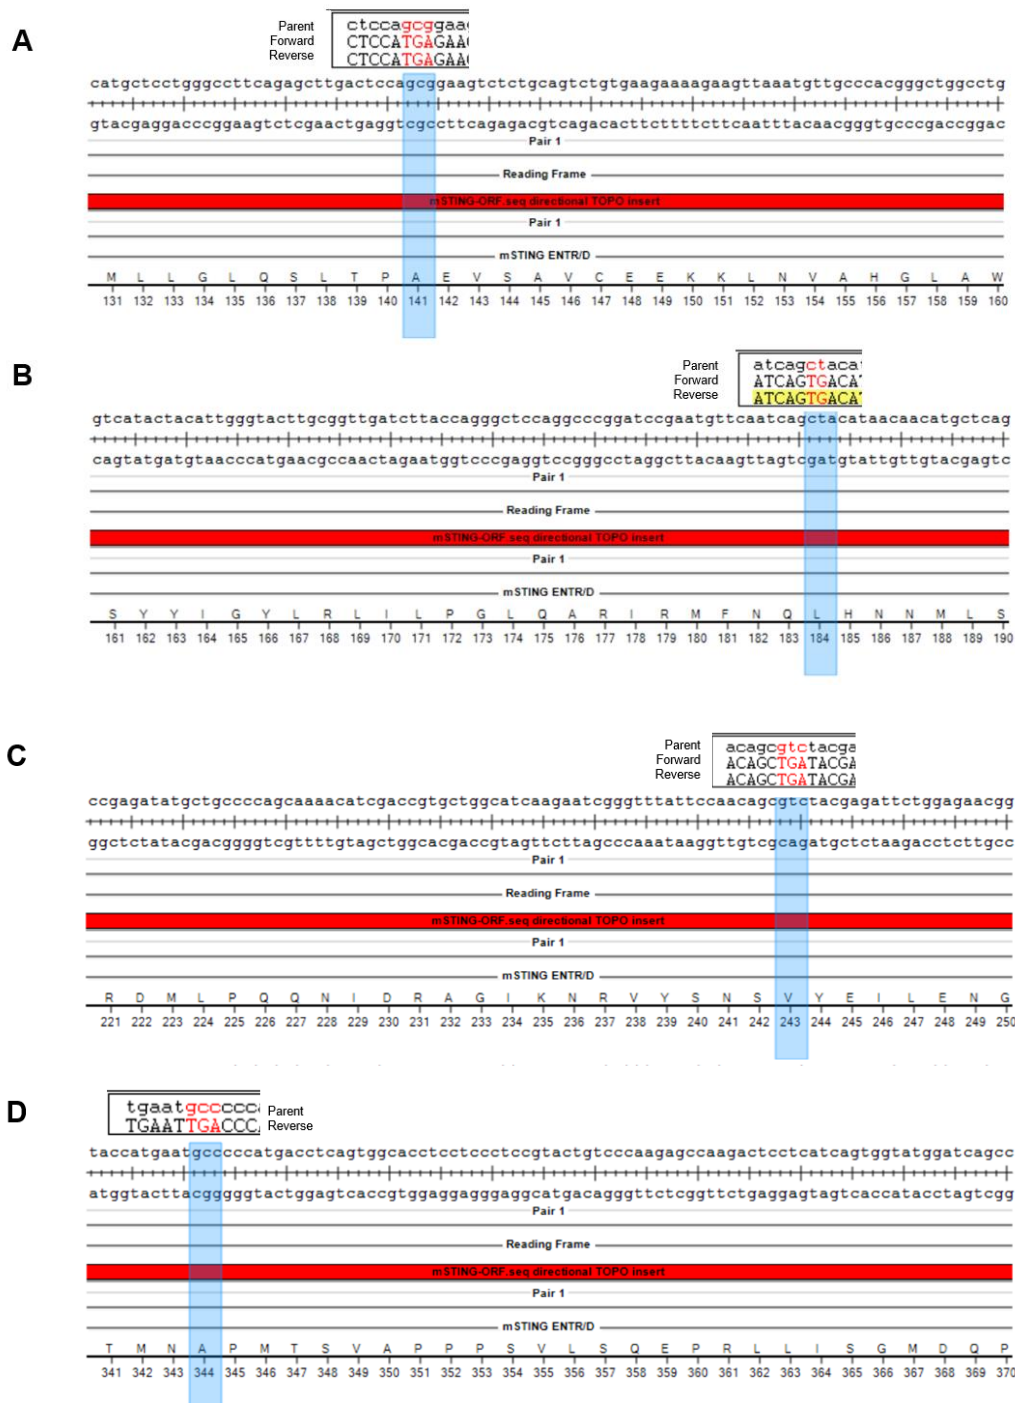 A
Parent ctccagcggaag
Forward CTCCATGAGAAG
Reverse CTCCATGAGAAG
catgctcctgggccttcagagcttgactccagcggaagtctctgcagtctgtgaagaaaagaagttaaatgttgcccacgggctggcctg
gtacgaggacccggaagtctcgaactgaggtcgccttcagagacgtcagacacttcttttcttcaatttacaacgggtgcccgaccggac
Pair 1
Reading Frame
mSTING-ORF.seq directional TOPO insert
Pair 1
mSTING ENTR/D
M L L G L Q S L T P A E V S A V C E E K K L N V A H G L A W
131 132 133 134 135 136 137 138 139 140 141 142 143 144 145 146 147 148 149 150 151 152 153 154 155 156 157 158 159 160
B
Parent atcagctacat
Forward ATCAGTGACAT
Reverse ATCAGTGACAT
gtcatactacattgggtacttgcggttgatcttaccagggctccaggcccggatccgaatgttcaatcagctacataacaacatgctcag
cagtatgatgtaacccatgaacgccaactagaatggtcccgaggtccgggcctaggcttacaagttagtcgatgtattgttgtacgagtc
Pair 1
Reading Frame
mSTING-ORF.seq directional TOPO insert
Pair 1
mSTING ENTR/D
S Y Y I G Y L R L I L P G L Q A R I R M F N Q L H N N M L S
161 162 163 164 165 166 167 168 169 170 171 172 173 174 175 176 177 178 179 180 181 182 183 184 185 186 187 188 189 190
C
Parent acagcgtctacga
Forward ACAGCTGATACGA
Reverse ACAGCTGATACGA
ccgagatatgctgccccagcaaaacatcgaccgtgctggcatcaagaatcgggtttattccaacagcgtctacgagattctggagaacgg
ggctctatacgacggggtcgttttgtagctggcacgaccgtagttcttagcccaaataaggttgtcgcagatgctctaagacctcttgcc
Pair 1
Reading Frame
mSTING-ORF.seq directional TOPO insert
Pair 1
mSTING ENTR/D
R D M L P Q Q N I D R A G I K N R V Y S N S V Y E I L E N G
221 222 223 224 225 226 227 228 229 230 231 232 233 234 235 236 237 238 239 240 241 242 243 244 245 246 247 248 249 250
D
tgaatgccccca Parent
TGAATTGACCCA Reverse
taccatgaatgcccccatgacctcagtggcacctcctccctccgtactgtcccaagagccaagactcctcatcagtggtatggatcagcc
atggtacttacgggggtactggagtcaccgtggaggagggaggcatgacagggttctcggttctgaggagtagtcaccatacctagtcgg
Pair 1
Reading Frame
mSTING-ORF.seq directional TOPO insert
Pair 1
mSTING ENTR/D
T M N A P M T S V A P P P S V L S Q E P R L L I S G M D Q P
341 342 343 344 345 346 347 348 349 350 351 352 353 354 355 356 357 358 359 360 361 362 363 364 365 366 367 368 369 370